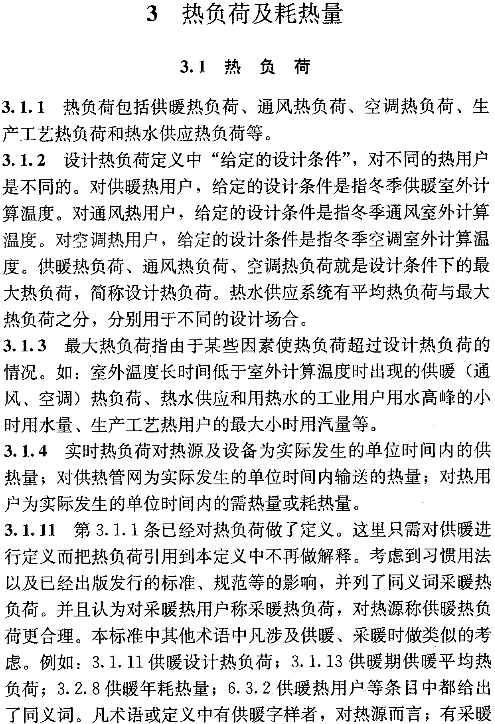 3 热负荷及耗热量
3.1 热 负 荷
3.1.1 热负荷包括供暖热负荷、通风热负荷、空调热负荷、生
产工艺热负荷和热水供应热负荷等。
3.1.2 设计热负荷定义中“给定的设计条件”，对不同的热用户
是不同的。对供暖热用户，给定的设计条件是指冬季供暖室外计
算温度。对通风热用户，给定的设计条件是指冬季通风室外计算
温度。对空调热用户，给定的设计条件是指冬季空调室外计算温
度。供暖热负荷、通风热负荷、空调热负荷就是设计条件下的最
大热负荷，简称设计热负荷。热水供应系统有平均热负荷与最大
热负荷之分，分别用于不同的设计场合。
3.1.3 最大热负荷指由于某些因素使热负荷超过设计热负荷的
情况。如：室外温度长时间低于室外计算温度时出现的供暖（通
风、空调）热负荷、热水供应和用热水的工业用户用水高峰的小
时用水量、生产工艺热用户的最大小时用汽量等。
3.1.4 实时热负荷对热源及设备为实际发生的单位时间内的供
热量；对供热管网为实际发生的单位时间内输送的热量；对热用
户为实际发生的单位时间内的需热量或耗热量。
3.1.11 第 3.1.1 条已经对热负荷做了定义。这里只需对供暖进
行定义而把热负荷引用到本定义中不再做解释。考虑到习惯用法
以及已经出版发行的标准、规范等的影响，并列了同义词采暖热
负荷。并且认为对采暖热用户称采暖热负荷，对热源称供暖热负
荷更合理。本标准中其他术语中凡涉及供暖、采暖时做类似的考
虑。例如：3.1.11 供暖设计热负荷；3.1.13 供暖期供暖平均热
负荷；3.2.8 供暖年耗热量；6.3.2 供暖热用户等条目中都给出
了同义词。凡术语或定义中有供暖字样者，对热源而言；有采暖